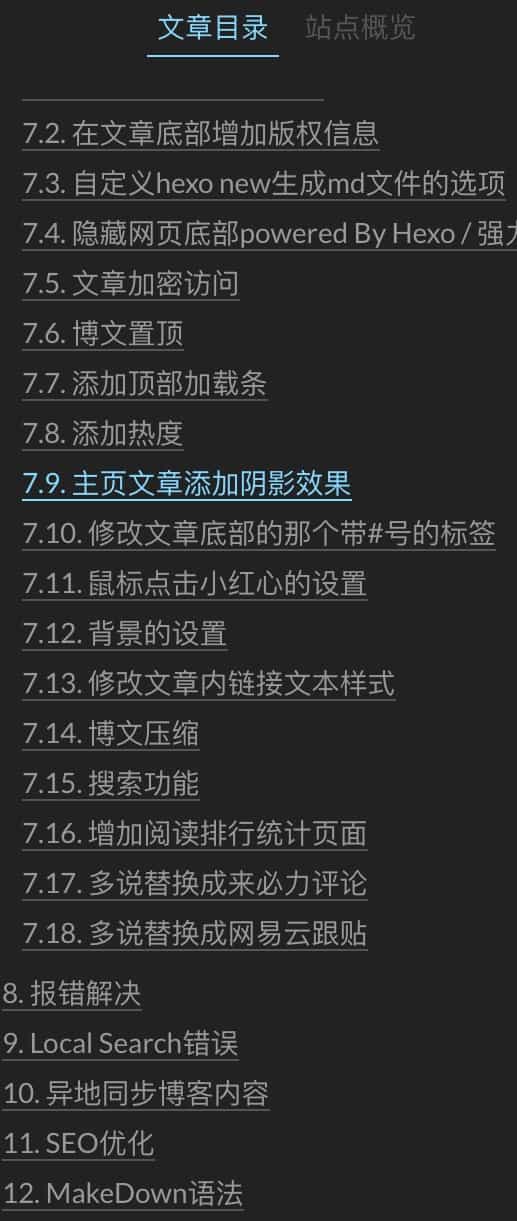 文章目录 站点概览
7.2. 在文章底部增加版权信息
7.3. 自定义hexo new生成md文件的选项
7.4. 隐藏网页底部powered By Hexo / 强
7.5. 文章加密访问
7.6. 博文置顶
7.7. 添加顶部加载条
7.8. 添加热度
7.9. 主页文章添加阴影效果
7.10. 修改文章底部的那个带#号的标签
7.11. 鼠标点击小红心的设置
7.12. 背景的设置
7.13. 修改文章内链接文本样式
7.14. 博文压缩
7.15. 搜索功能
7.16. 增加阅读排行统计页面
7.17. 多说替换成来必力评论
7.18. 多说替换成网易云跟贴
8. 报错解决
9. Local Search错误
10. 异地同步博客内容
11. SEO优化
12. MakeDown语法